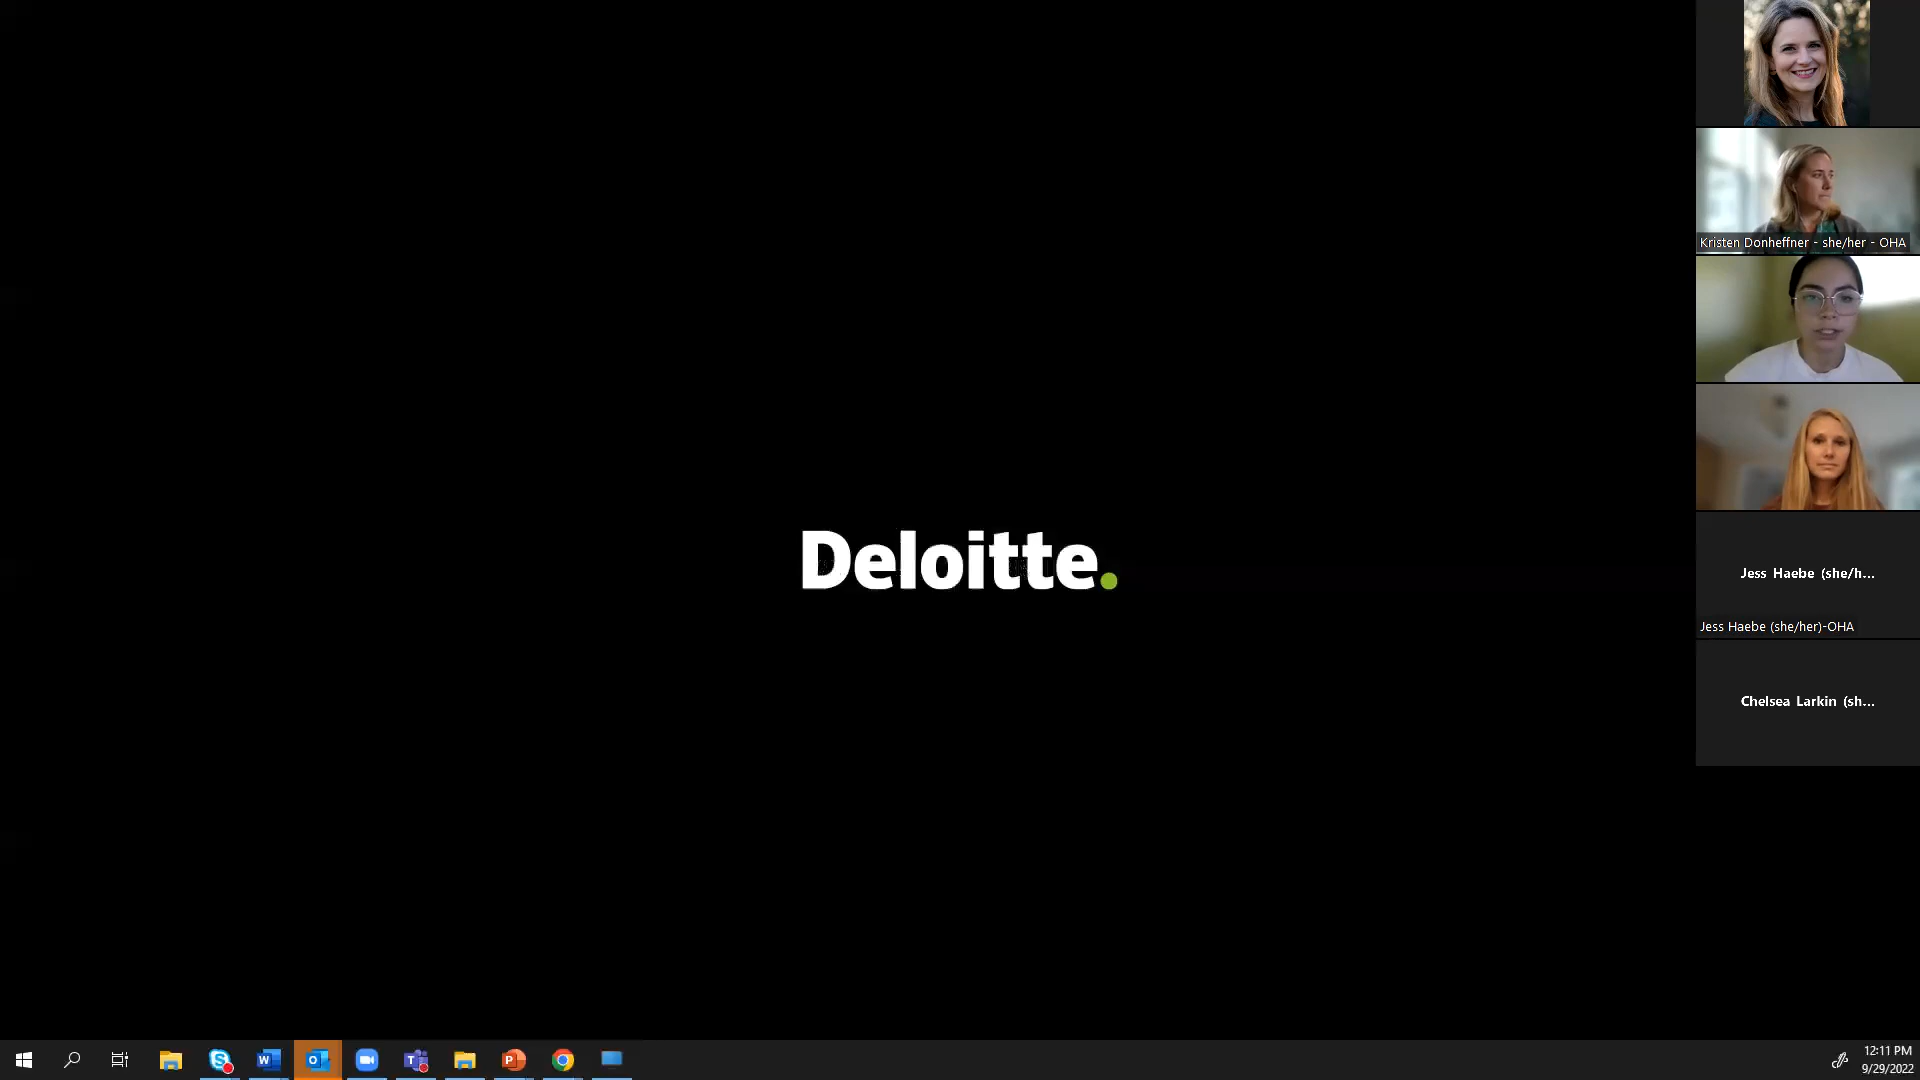 Kristen Donheffner - she/her - OHA
Deloitte.
Jess Haebe (she/h...
Jess Haebe (she/her)-OHA
Chelsea Larkin (sh...
12:11 PM
9/29/2022